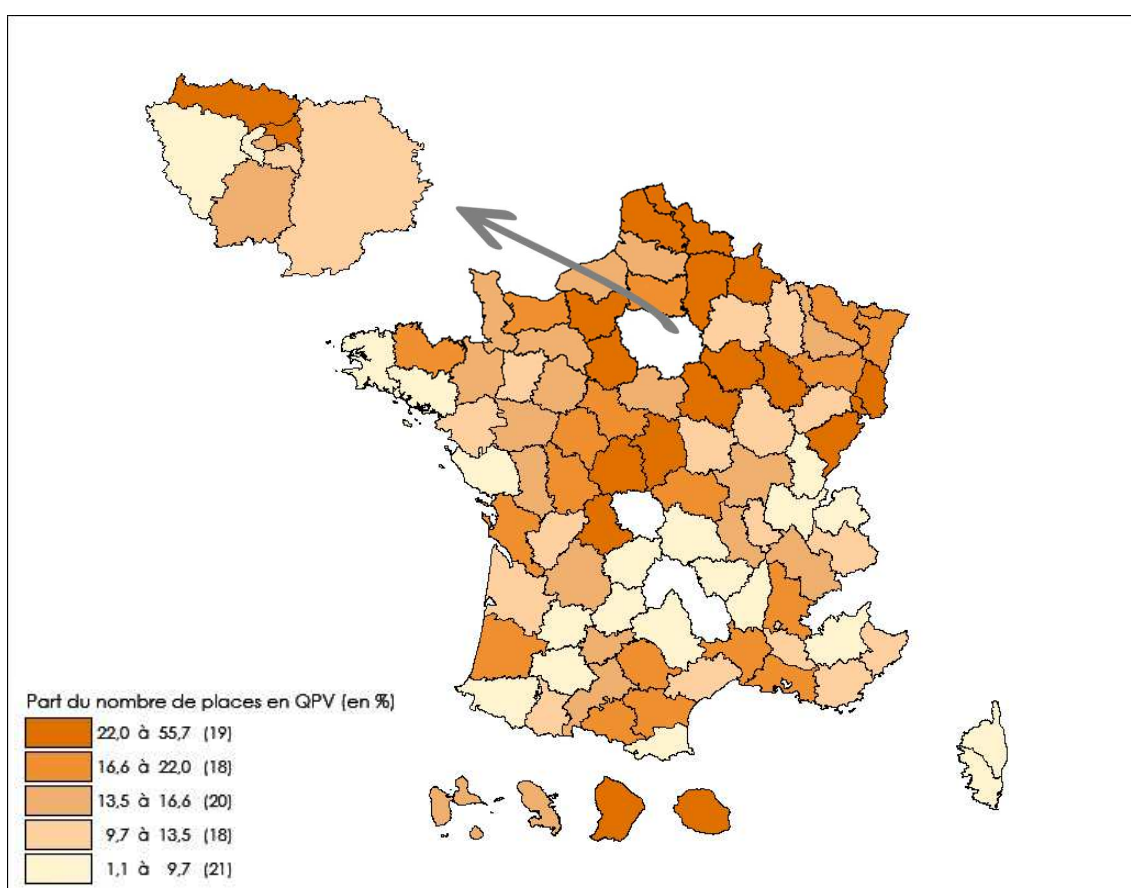 Part du nombre de places en QPV (en %)
22,0 à 55,7 (19)
16,6 à 22,0 (18)
13,5 à 16,6 (20)
9,7 à 13,5 (18)
1,1 à 9,7 (21)